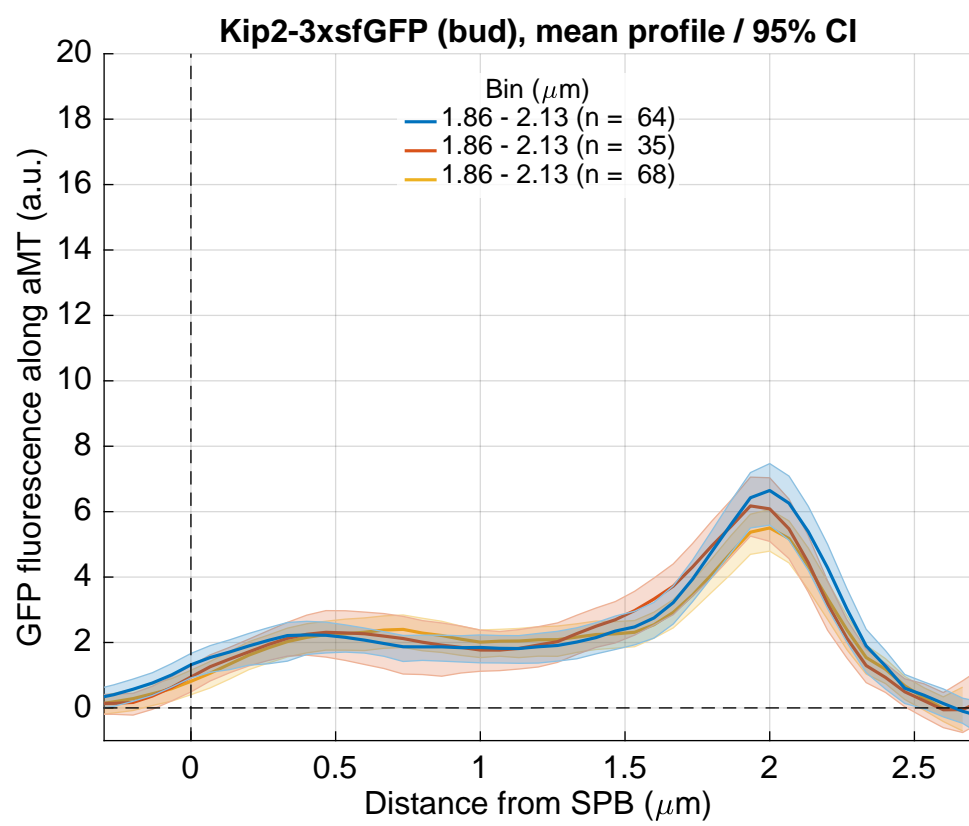 Kip2-3xsfGFP (bud), mean profile / 95% CI
GFP fluorescence along aMT (a.u.)
20
18
16
14
12
10
8
6
4
2
0
Bin (μm)
1.86 - 2.13 (n = 64)
1.86 - 2.13 (n = 35)
1.86 - 2.13 (n = 68)
0
0.5
1
1.5
2
2.5
Distance from SPB (μm)